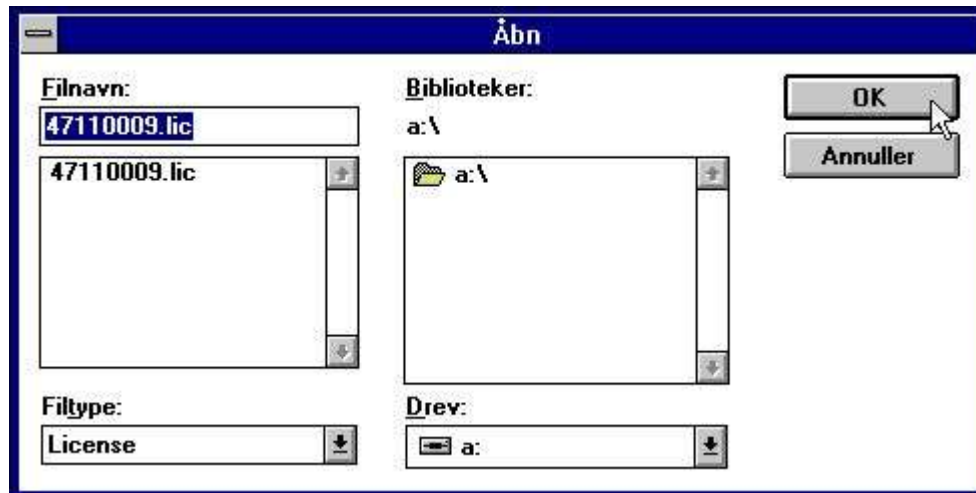 Åbn
Filnavn:
47110009.lic
47110009.lic
Filtype:
License
Biblioteker:
a:\
a:\
Drev:
a:
OK
Annuller